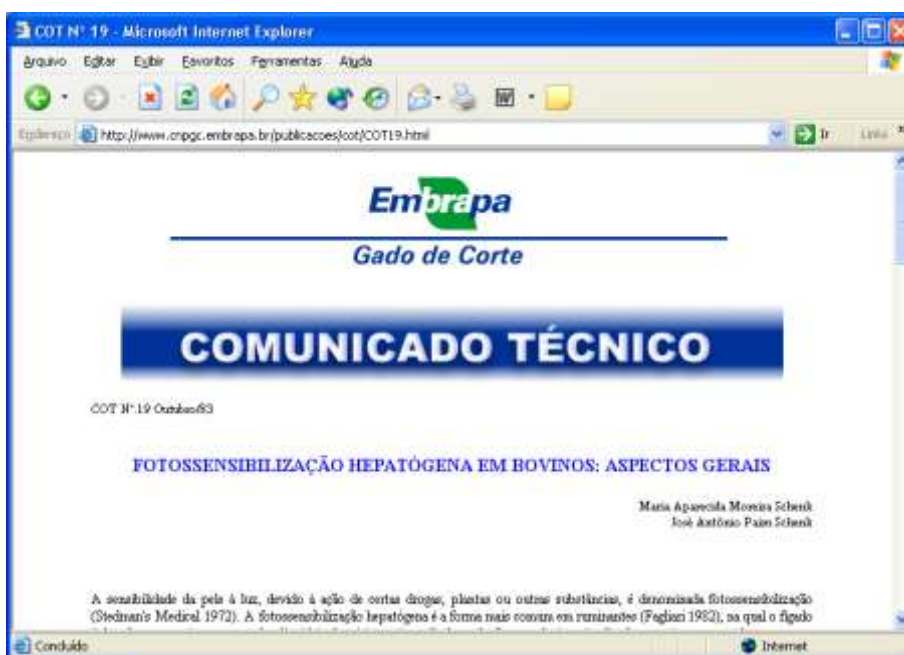 COT Nº 19 - Microsoft Internet Explorer
Arquivo Editar Exibir Favoritos Ferramentas Ajuda
Endereço http://www.cnpgc.embrapa.br/publicacoes/cot/COT19.html Ir Links
Embrapa
Gado de Corte
COMUNICADO TÉCNICO
COT Nº.19 Outubro/83
FOTOSSENSIBILIZAÇÃO HEPATÓGENA EM BOVINOS: ASPECTOS GERAIS
Maria Aparecida Moreira Schenk
José Antônio Paim Schenk
A sensibilidade da pele à luz, devido à ação de certas drogas, plantas ou outras substâncias, é denominada fotossensibilização
(Stedman's Medical 1972). A fotossensibilização hepatógena é a forma mais comum em ruminantes (Fagliari 1982), na qual o fígado
Concluído Internet